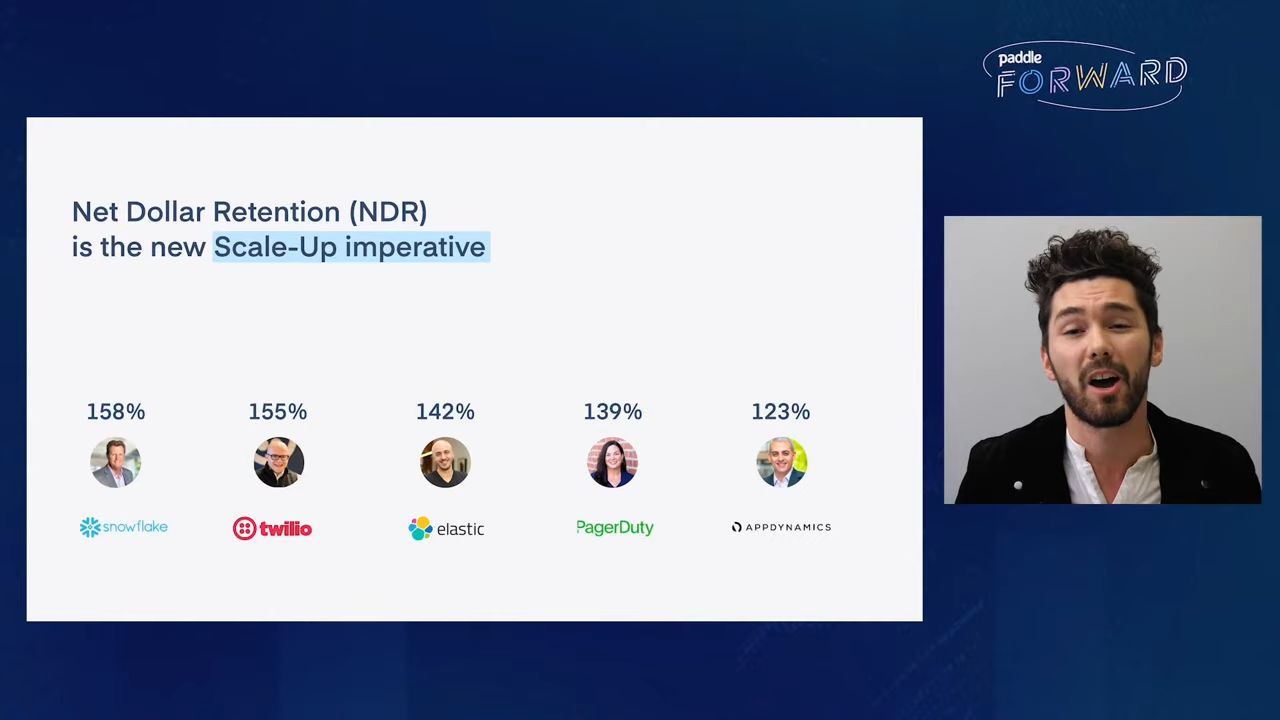 paddle
FORWARD
Net Dollar Retention (NDR)
is the new Scale-Up imperative
158% 155% 142% 139% 123%
snowflake twilio elastic PagerDuty APPDYNAMICS